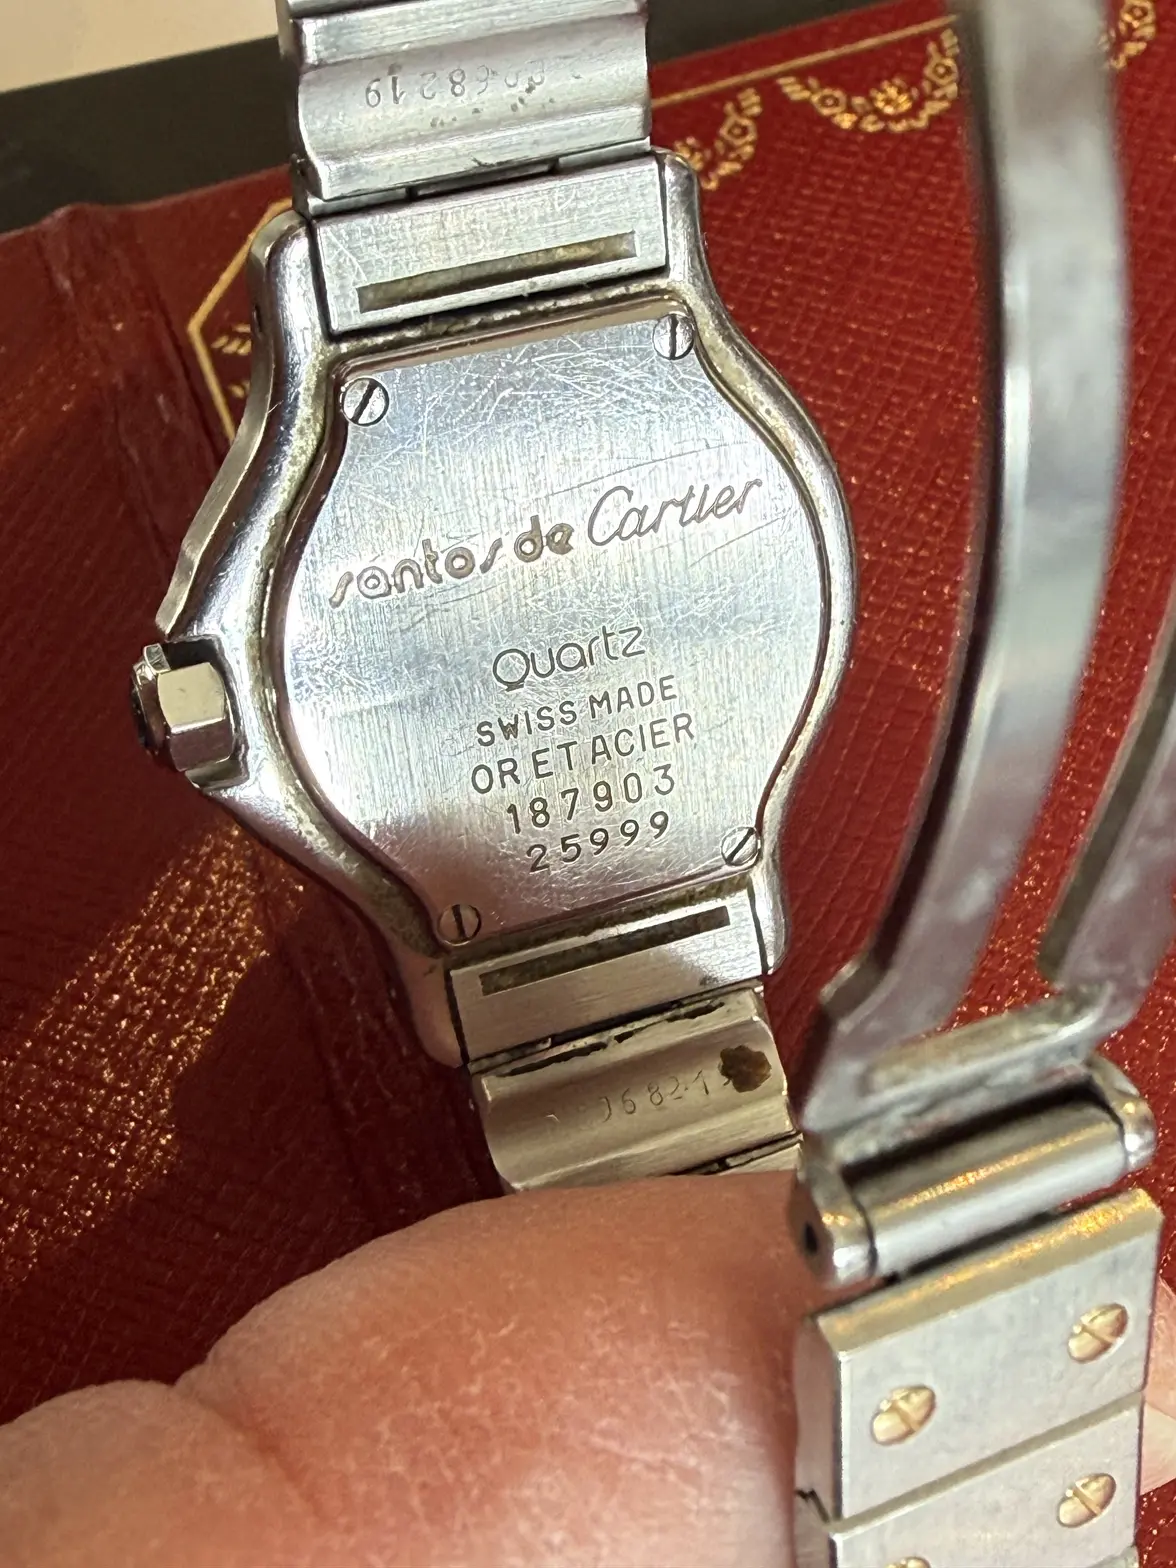 santos de Cartier
Quartz
SWISS MADE
OR ET ACIER
187903
25999